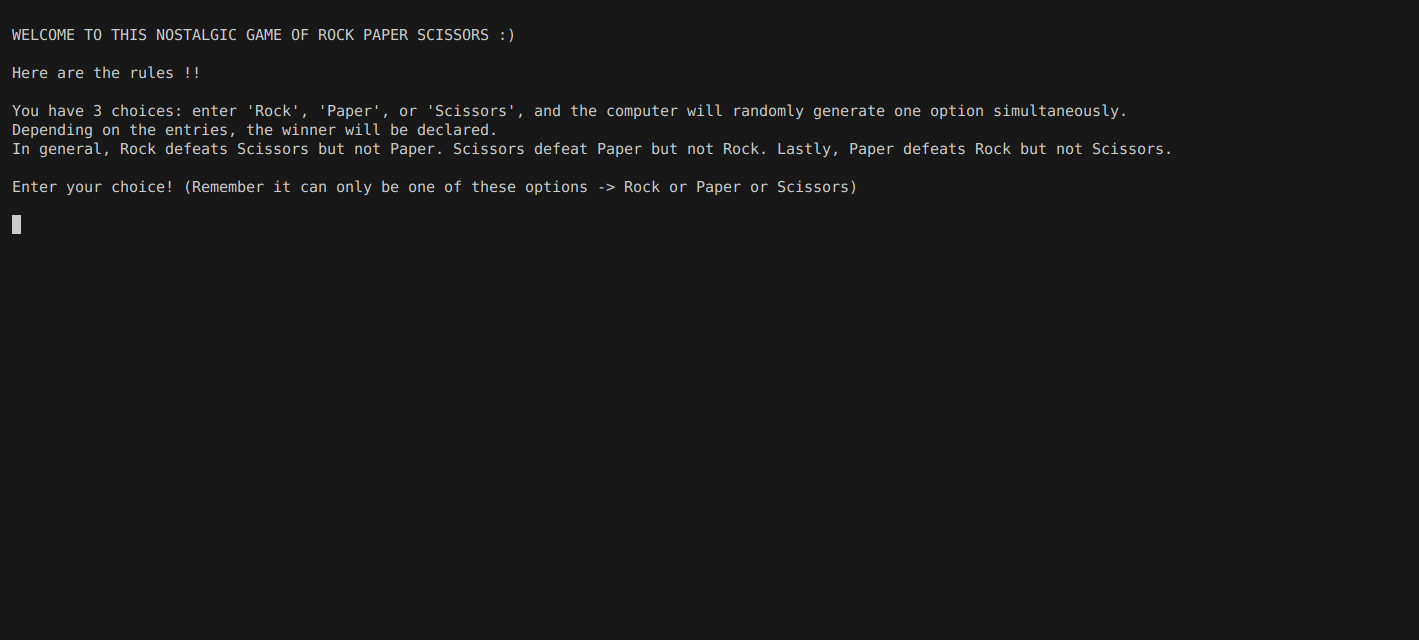 WELCOME TO THIS NOSTALGIC GAME OF ROCK PAPER SCISSORS :)
Here are the rules !!
You have 3 choices: enter 'Rock', 'Paper', or 'Scissors', and the computer will randomly generate one option simultaneously.
Depending on the entries, the winner will be declared.
In general, Rock defeats Scissors but not Paper. Scissors defeat Paper but not Rock. Lastly, Paper defeats Rock but not Scissors.
Enter your choice! (Remember it can only be one of these options -> Rock or Paper or Scissors)